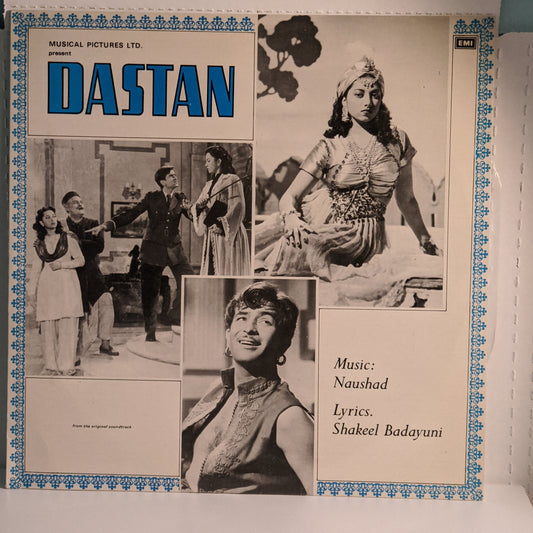 MUSICAL PICTURES LTD.
present
DASTAN
EMI
Music:
Naushad
Lyrics.
Shakeel Badayuni
from the original soundtrack